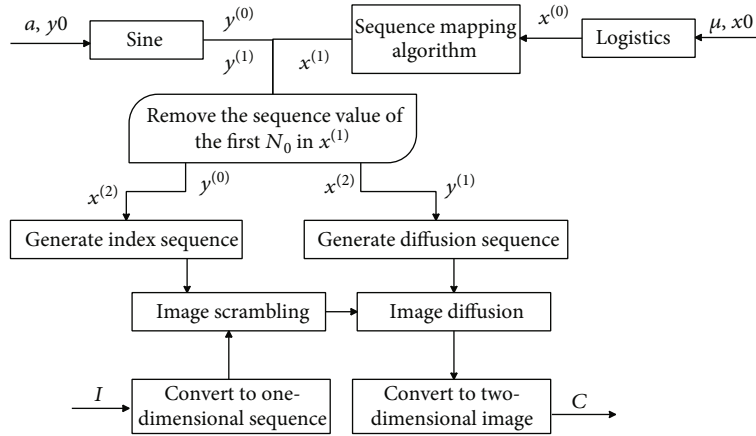 a, y0
Sine
y(0)
y(1)
x(1)
Sequence mapping
algorithm
x(0)
Logistics
μ, x0
Remove the sequence value of
the first N0 in x(1)
x(2)
y(0)
x(2)
y(1)
Generate index sequence
Generate diffusion sequence
Image scrambling
Image diffusion
I
Convert to one-
dimensional sequence
Convert to two-
dimensional image
C